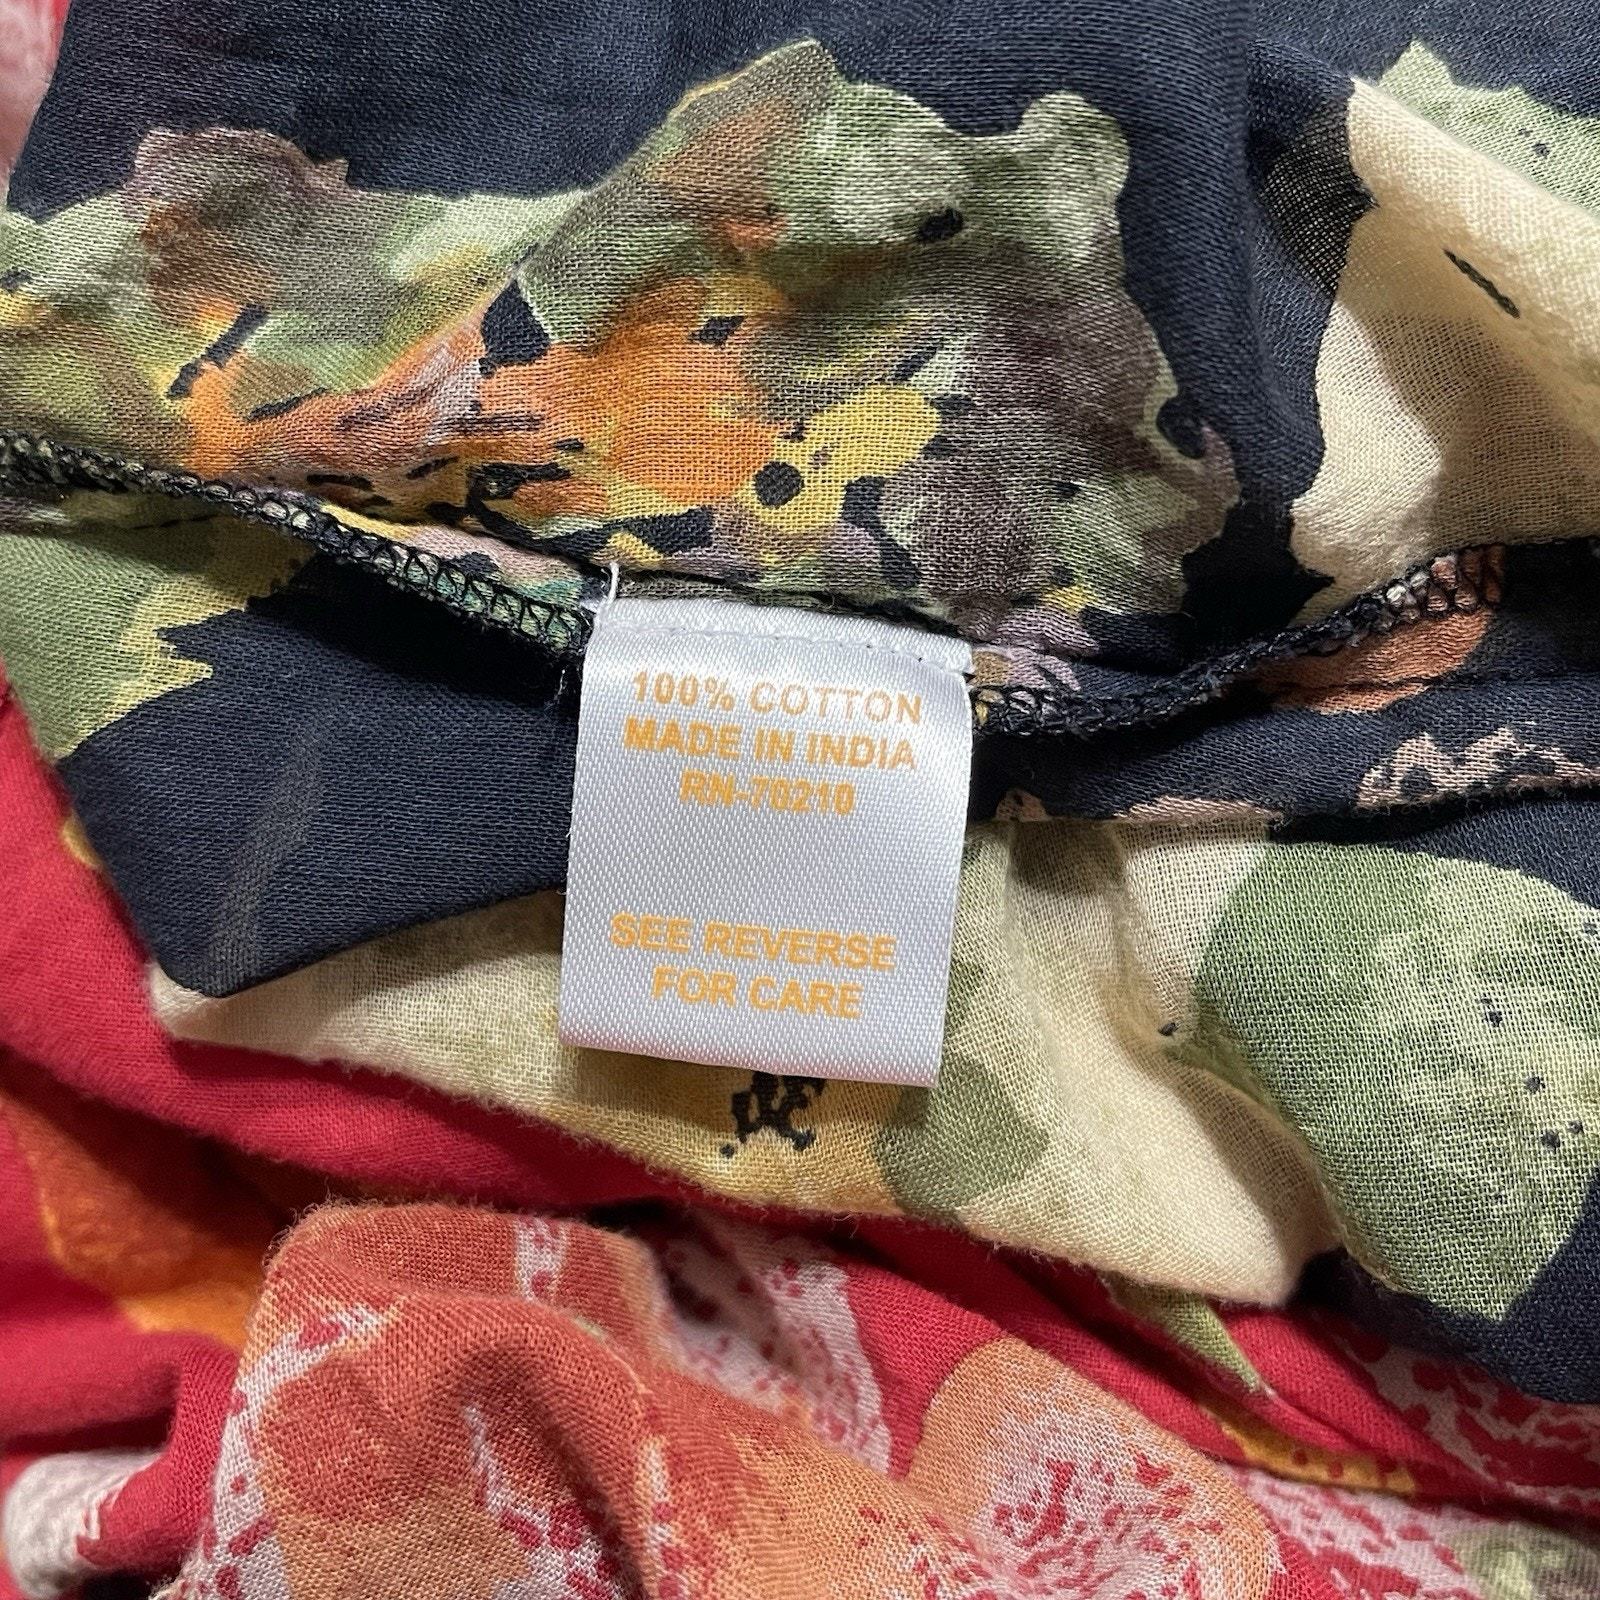 100% COTTON
MADE IN INDIA
RN-70210
SEE REVERSE
FOR CARE